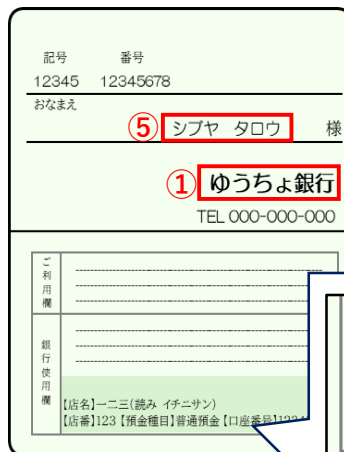 記号 番号
12345 12345678
おなまえ
⑤ シブヤ タロウ 様
① ゆうちょ銀行
TEL 000-000-000
ご利用欄
銀行使用欄
【店名】一二三(読み イチニサン)
【店番】123【預金種目】普通預金【口座番号】